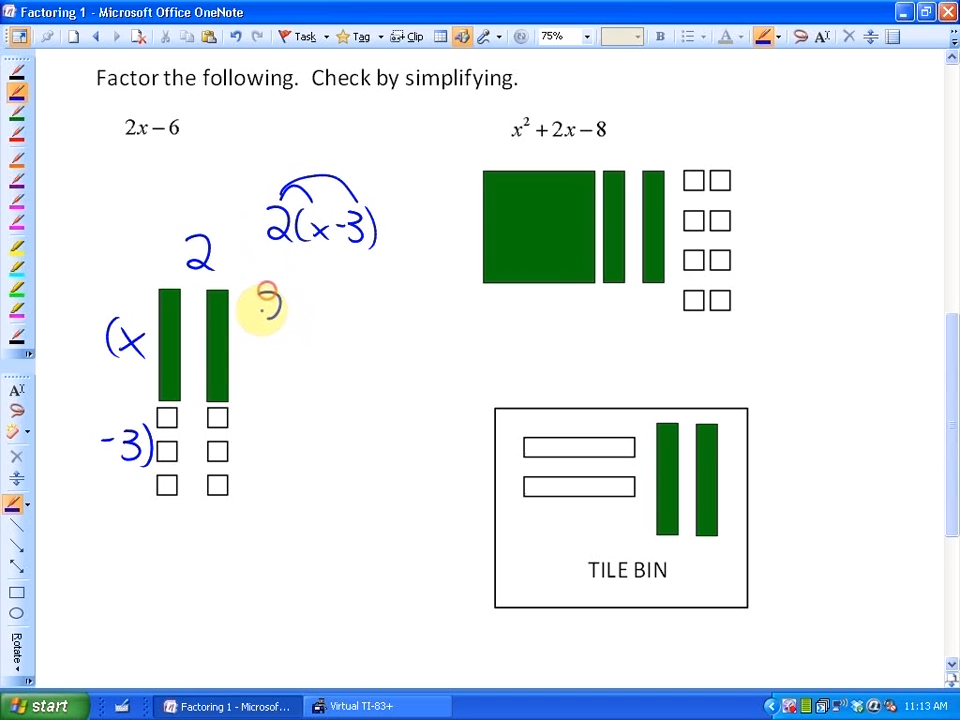 Factoring 1 - Microsoft Office OneNote
Task
Tag
Clip
75%
B
A
A
Factor the following. Check by simplifying.
2x – 6
x² + 2x – 8
2(x-3)
2
(x
-3)
A
TILE BIN
Rotate
start
Factoring 1 - Microsof...
Virtual TI-83+
11:13 AM